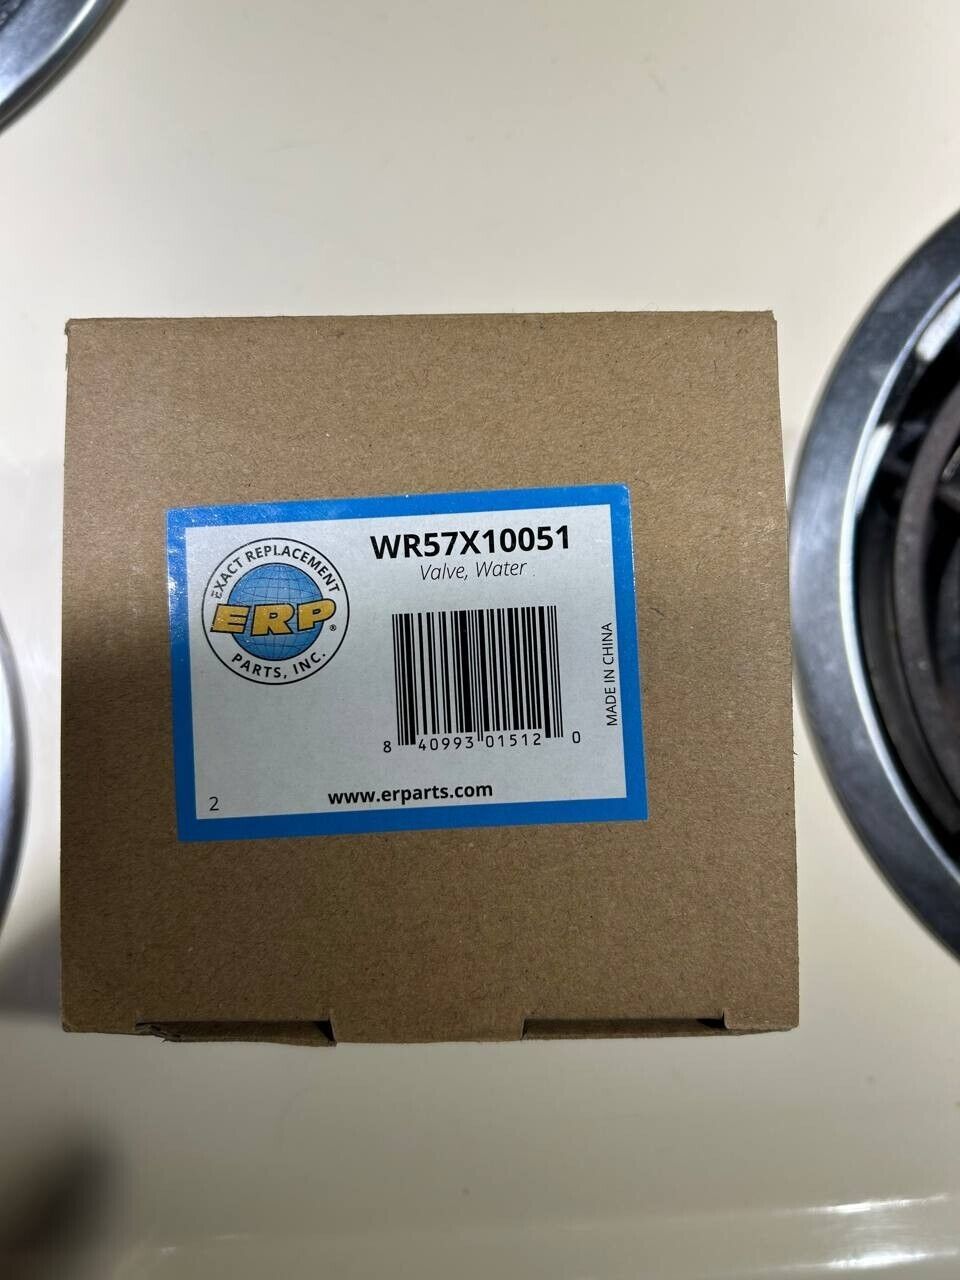 WR57X10051
Valve, Water
EXACT REPLACEMENT
ERP®
PARTS, INC.
MADE IN CHINA
8 40993 01512 0
2
www.erparts.com